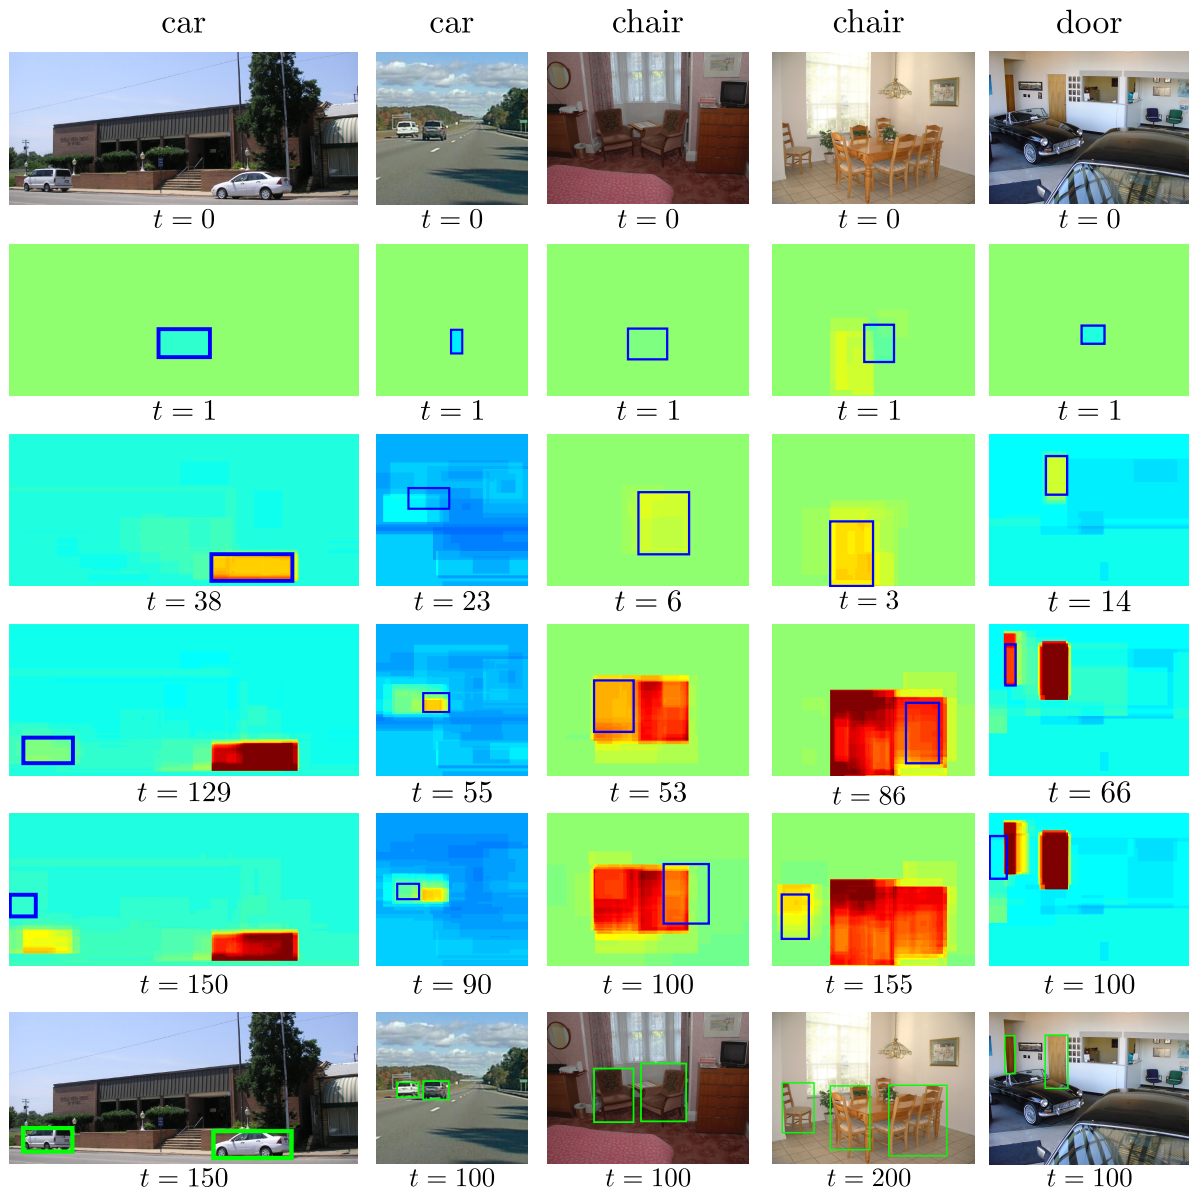 car car chair chair door
t = 0 t = 0 t = 0 t = 0 t = 0
t = 1 t = 1 t = 1 t = 1 t = 1
t = 38 t = 23 t = 6 t = 3 t = 14
t = 129 t = 55 t = 53 t = 86 t = 66
t = 150 t = 90 t = 100 t = 155 t = 100
t = 150 t = 100 t = 100 t = 200 t = 100